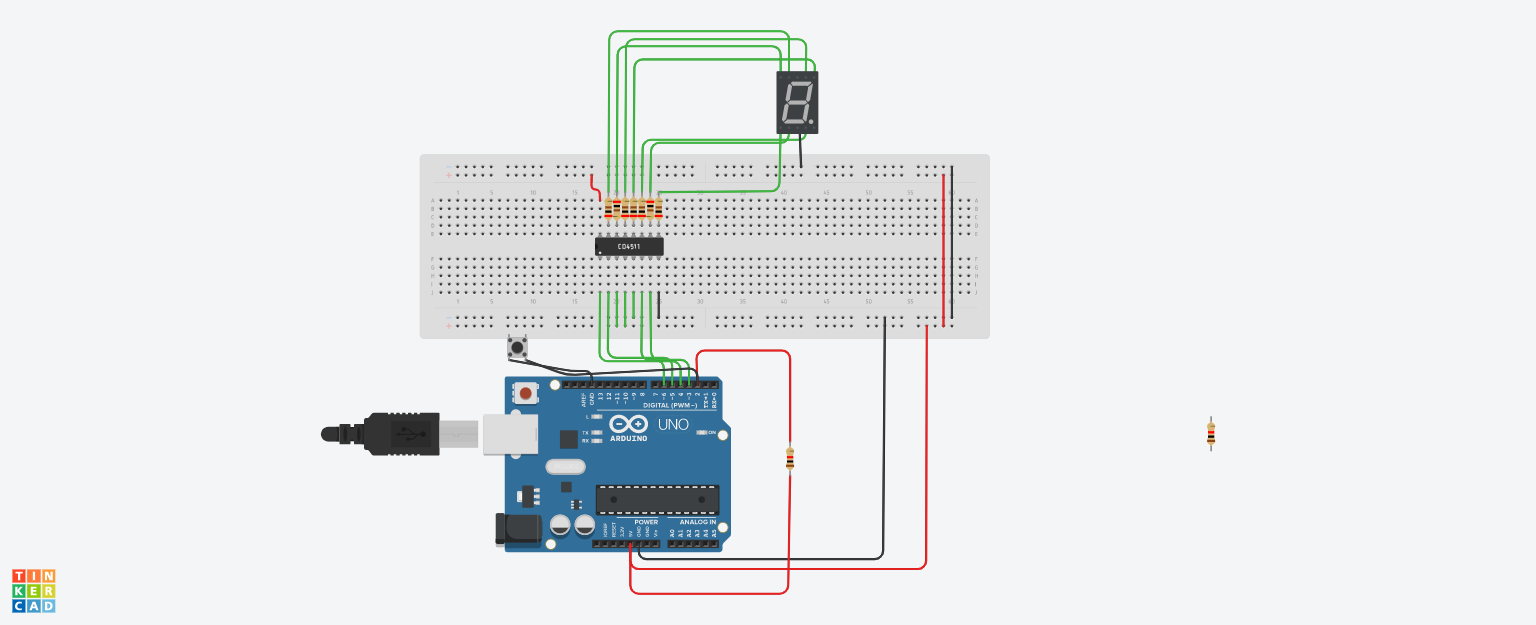 1 5 10 15 20 25 30 35 40 45 50 55 60
A A
B B
C C
D D
E E
CD4511
F F
G G
H H
I I
J J
1 5 10 15 20 25 30 35 40 45 50 55 60
AREF GND 13 12 ~11 ~10 ~9 8 7 ~6 ~5 4 ~3 2 TX→1 RX←0
DIGITAL (PWM~)
L
TX
RX
UNO
ON
ARDUINO
POWER ANALOG IN
IOREF RESET 3.3V 5V GND GND Vin A0 A1 A2 A3 A4 A5
TIN
KER
CAD